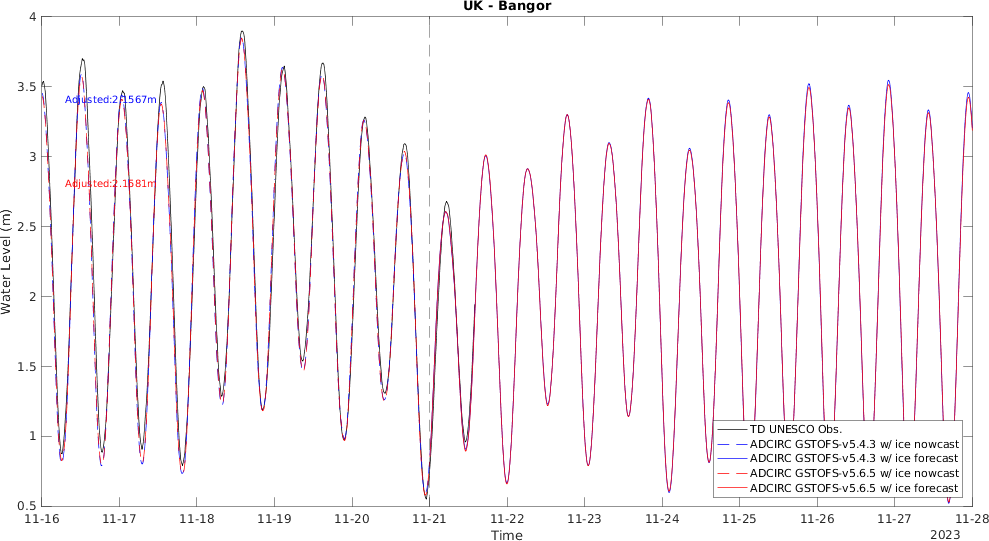 UK - Bangor
4
3.5
3
2.5
2
1.5
1
0.5
Water Level (m)
Adjusted:2.1567m
Adjusted:2.1581m
TD UNESCO Obs.
ADCIRC GSTOFS-v5.4.3 w/ ice nowcast
ADCIRC GSTOFS-v5.4.3 w/ ice forecast
ADCIRC GSTOFS-v5.6.5 w/ ice nowcast
ADCIRC GSTOFS-v5.6.5 w/ ice forecast
11-16 11-17 11-18 11-19 11-20 11-21 11-22 11-23 11-24 11-25 11-26 11-27 11-28
Time
2023